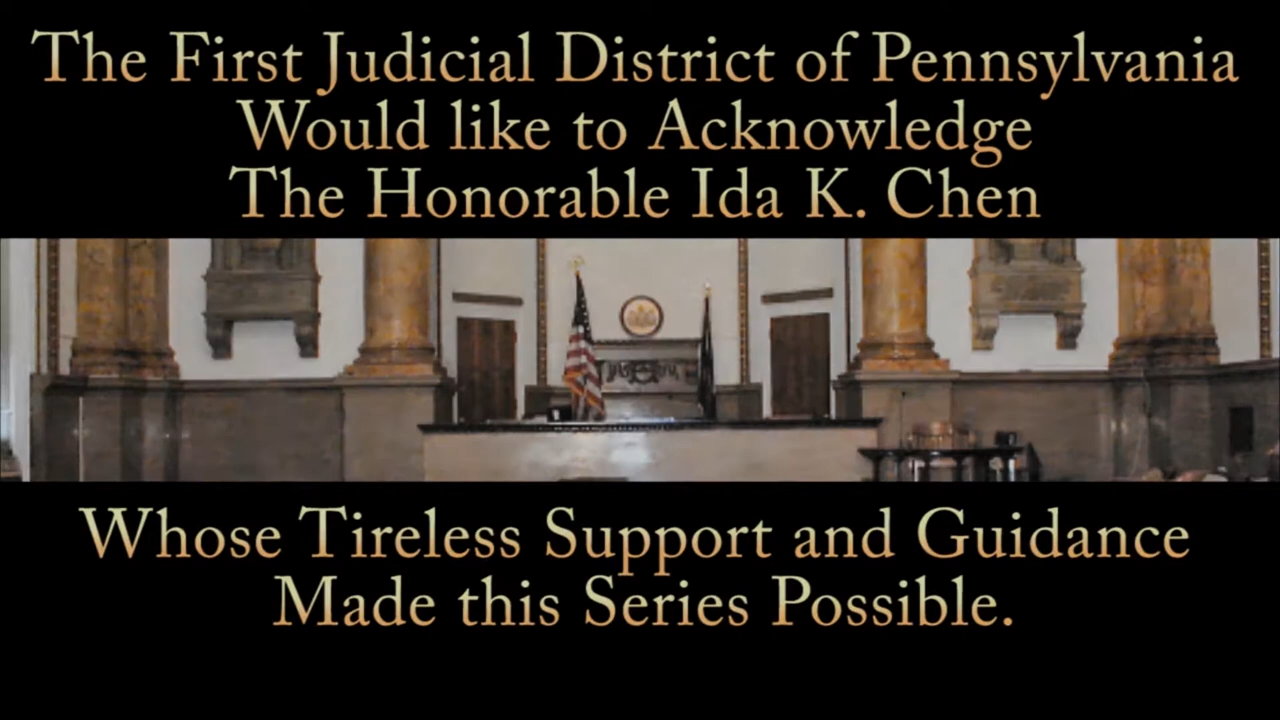 The First Judicial District of Pennsylvania
Would like to Acknowledge
The Honorable Ida K. Chen
Whose Tireless Support and Guidance
Made this Series Possible.